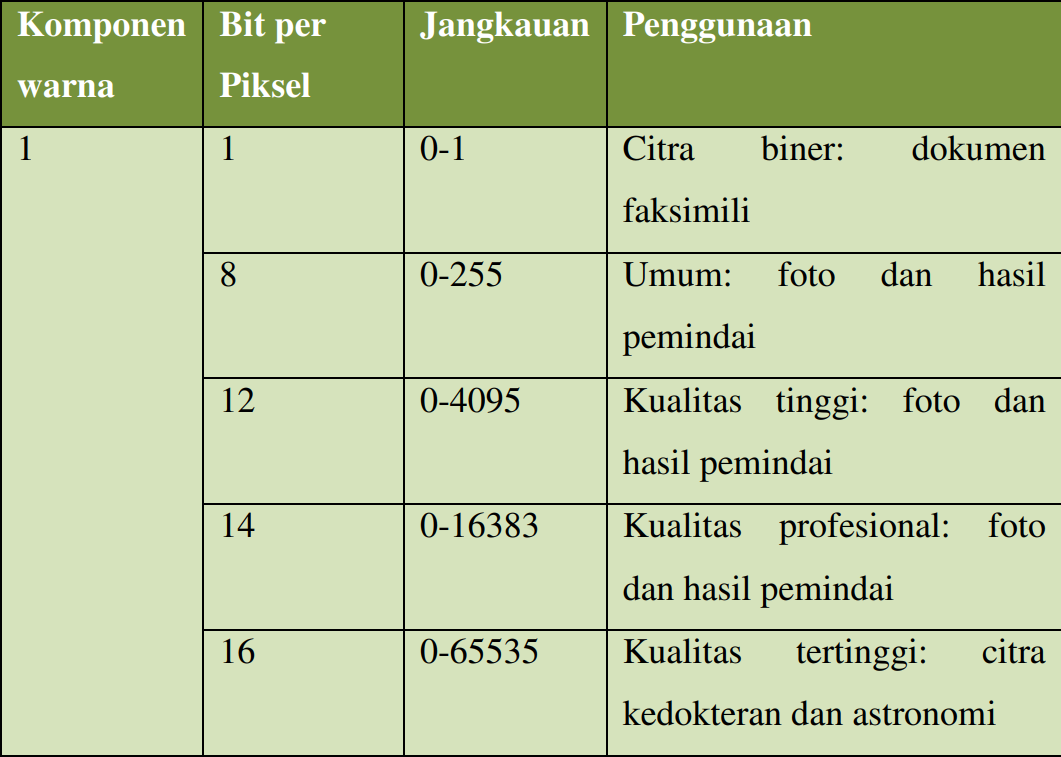 Komponen warna | Bit per Piksel | Jangkauan | Penggunaan
1 | 1 | 0-1 | Citra biner: dokumen faksimili
8 | 0-255 | Umum: foto dan hasil pemindai
12 | 0-4095 | Kualitas tinggi: foto dan hasil pemindai
14 | 0-16383 | Kualitas profesional: foto dan hasil pemindai
16 | 0-65535 | Kualitas tertinggi: citra kedokteran dan astronomi